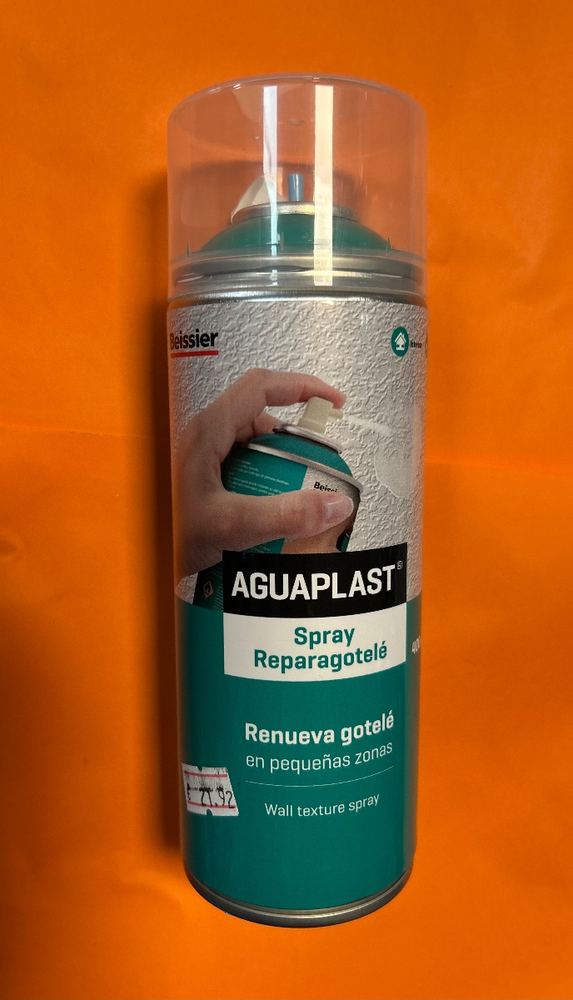 Beissier
AGUAPLAST®
Spray
Reparagotelé
Renueva gotelé
en pequeñas zonas
Wall texture spray